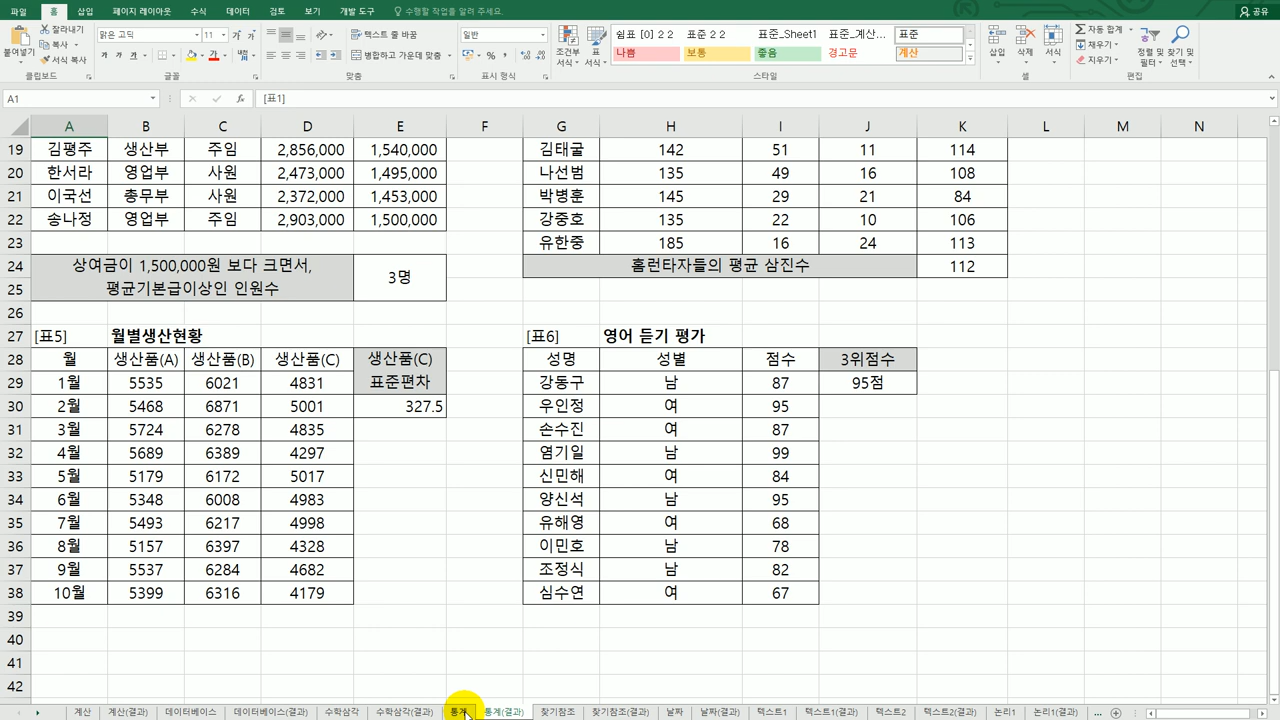 파일 홈 삽입 페이지 레이아웃 수식 데이터 검토 보기 개발 도구 수행할 작업을 알려 주세요. 공유
붙여넣기 잘라내기 복사 서식 복사 클립보드
맑은 고딕 11 가 가 가 가 가 가 글꼴
텍스트 줄 바꿈 병합하고 가운데 맞춤 맞춤
일반 % 표시 형식
조건부 서식 표 서식 쉼표 [0] 2 2 표준 2 2 표준_Sheet1 표준_계산... 표준
나쁨 보통 좋음 경고문 계산 스타일
삽입 삭제 서식 셀
자동 합계 채우기 지우기 정렬 및 필터 찾기 및 선택 편집
A1 fx [표1]
A B C D E F G H I J K L M N
19 김평주 생산부 주임 2,856,000 1,540,000 김태굴 142 51 11 114
20 한서라 영업부 사원 2,473,000 1,495,000 나선범 135 49 16 108
21 이국선 총무부 사원 2,372,000 1,453,000 박병훈 145 29 21 84
22 송나정 영업부 주임 2,903,000 1,500,000 강중호 135 22 10 106
23 유한중 185 16 24 113
24 상여금이 1,500,000원 보다 크면서, 3명 홈런타자들의 평균 삼진수 112
25 평균기본급이상인 인원수
26
27 [표5] 월별생산현황 [표6] 영어 듣기 평가
28 월 생산품(A) 생산품(B) 생산품(C) 생산품(C) 성명 성별 점수 3위점수
29 1월 5535 6021 4831 표준편차 강동구 남 87 95점
30 2월 5468 6871 5001 327.5 우인정 여 95
31 3월 5724 6278 4835 손수진 여 87
32 4월 5689 6389 4297 염기일 남 99
33 5월 5179 6172 5017 신민해 여 84
34 6월 5348 6008 4983 양신석 남 95
35 7월 5493 6217 4998 유해영 여 68
36 8월 5157 6397 4328 이민호 남 78
37 9월 5537 6284 4682 조정식 남 82
38 10월 5399 6316 4179 심수연 여 67
39
40
41
42
계산 계산(결과) 데이터베이스 데이터베이스(결과) 수학삼각 수학삼각(결과) 통계 통계(결과) 찾기참조 찾기참조(결과) 날짜 날짜(결과) 텍스트1 텍스트1(결과) 텍스트2 텍스트2(결과) 논리1 논리1(결과) ...